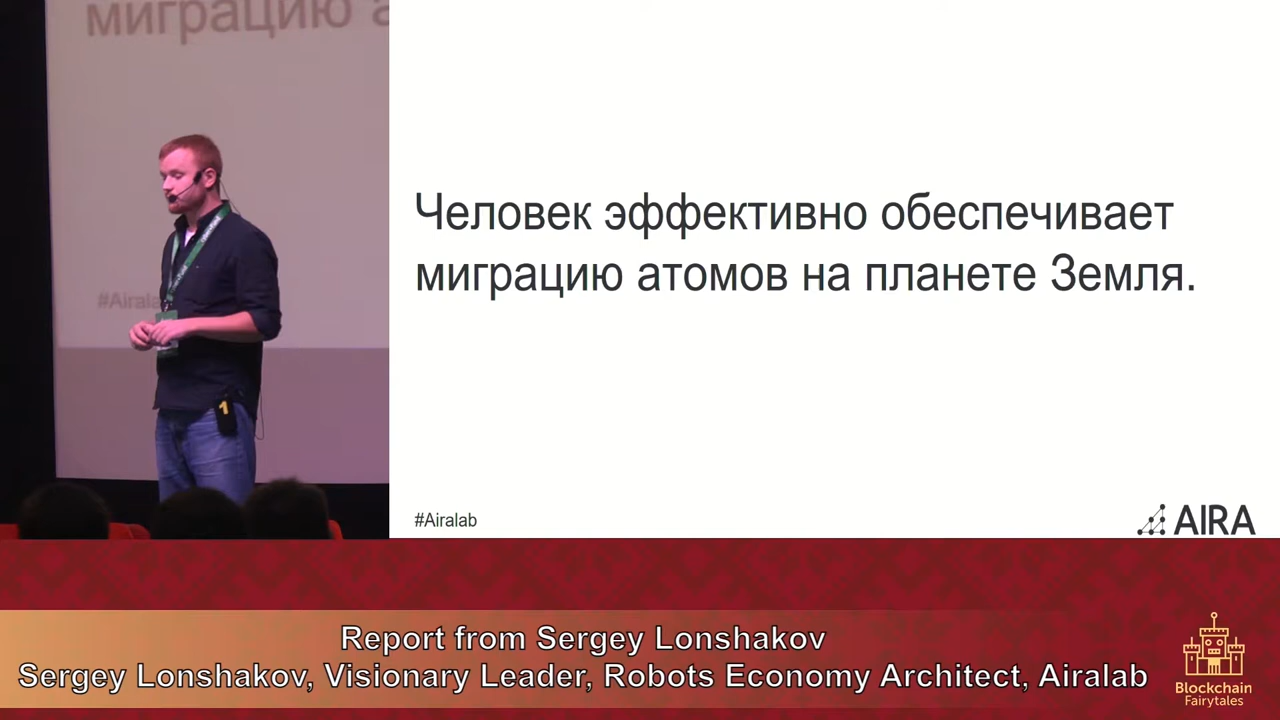 миграцию а
#Airala
1
Человек эффективно обеспечивает
миграцию атомов на планете Земля.
#Airalab
AIRA
Report from Sergey Lonshakov
Sergey Lonshakov, Visionary Leader, Robots Economy Architect, Airalab
Blockchain
Fairytales